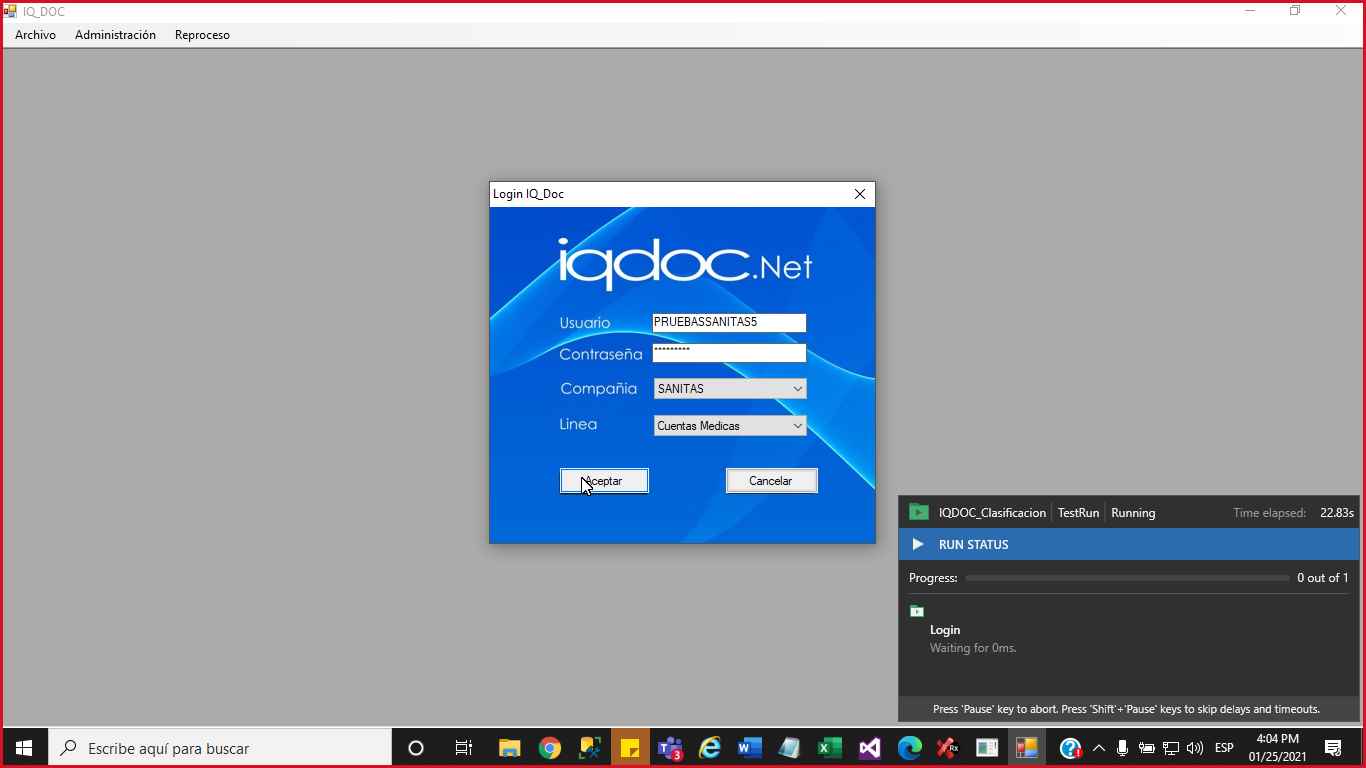 IQ_DOC
Archivo Administración Reproceso
Login IQ_Doc
iqdoc.Net
Usuario PRUEBASSANITAS5
Contraseña *********
Compañia SANITAS
Linea Cuentas Medicas
Aceptar Cancelar
IQDOC_Clasificacion TestRun Running Time elapsed: 22.83s
RUN STATUS
Progress: 0 out of 1
Login
Waiting for 0ms.
Press 'Pause' key to abort. Press 'Shift'+'Pause' keys to skip delays and timeouts.
Escribe aquí para buscar
3
Rx
ESP
4:04 PM
01/25/2021